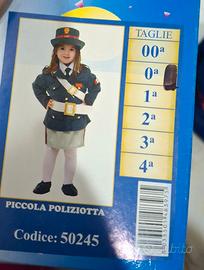 TAGLIE
00ª
0ª
1ª
2ª
3ª
4ª
PICCOLA POLIZIOTTA
Codice: 50245